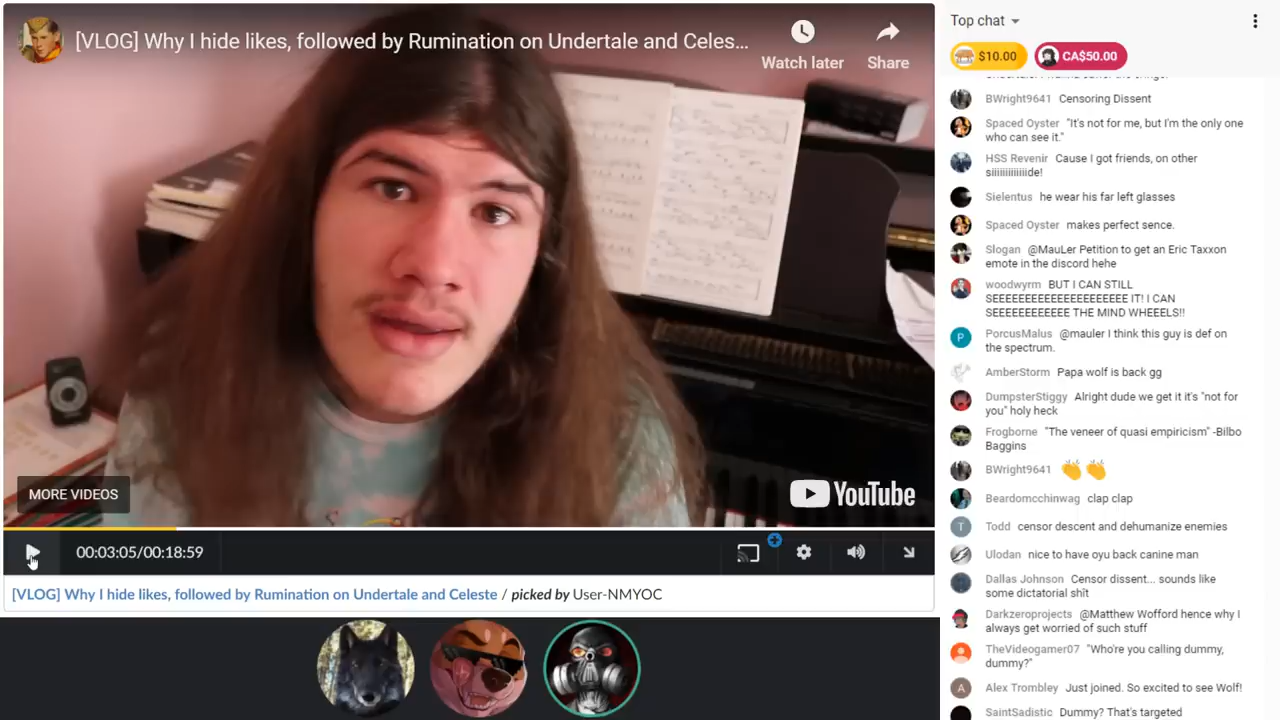 [VLOG] Why I hide likes, followed by Rumination on Undertale and Celes...
Watch later
Share
MORE VIDEOS
YouTube
00:03:05/00:18:59
[VLOG] Why I hide likes, followed by Rumination on Undertale and Celeste / picked by User-NMYOC
Top chat
$10.00
CA$50.00
BWright9641 Censoring Dissent
Spaced Oyster "It's not for me, but I'm the only one
who can see it."
HSS Revenir Cause I got friends, on other
siiiiiiiiiiiiiide!
Sielentus he wear his far left glasses
Spaced Oyster makes perfect sence.
Slogan @MauLer Petition to get an Eric Taxxon
emote in the discord hehe
woodwyrm BUT I CAN STILL
SEEEEEEEEEEEEEEEEEEEEE IT! I CAN
SEEEEEEEEEEEE THE MIND WHEEELS!!
P
PorcusMalus @mauler I think this guy is def on
the spectrum.
AmberStorm Papa wolf is back gg
DumpsterStiggy Alright dude we get it it's "not for
you" holy heck
Frogborne "The veneer of quasi empiricism" -Bilbo
Baggins
BWright9641
Beardomcchinwag clap clap
T
Todd censor descent and dehumanize enemies
Ulodan nice to have oyu back canine man
Dallas Johnson Censor dissent... sounds like
some dictatorial shit
Darkzeroprojects @Matthew Wofford hence why I
always get worried of such stuff
TheVideogamer07 "Who're you calling dummy,
dummy?"
A
Alex Trombley Just joined. So excited to see Wolf!
SaintSadistic Dummy? That's targeted